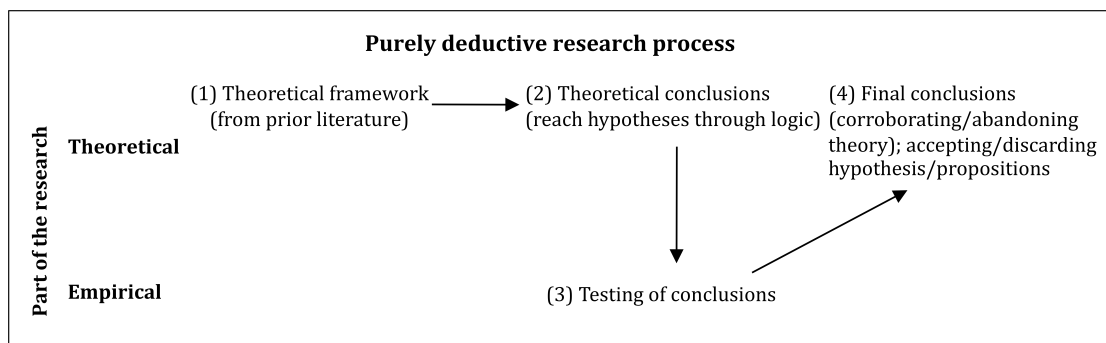 Purely deductive research process
(1) Theoretical framework
(from prior literature)
(2) Theoretical conclusions
(reach hypotheses through logic)
(4) Final conclusions
(corroborating/abandoning
theory); accepting/discarding
hypothesis/propositions
Part of the research
Theoretical
Empirical
(3) Testing of conclusions